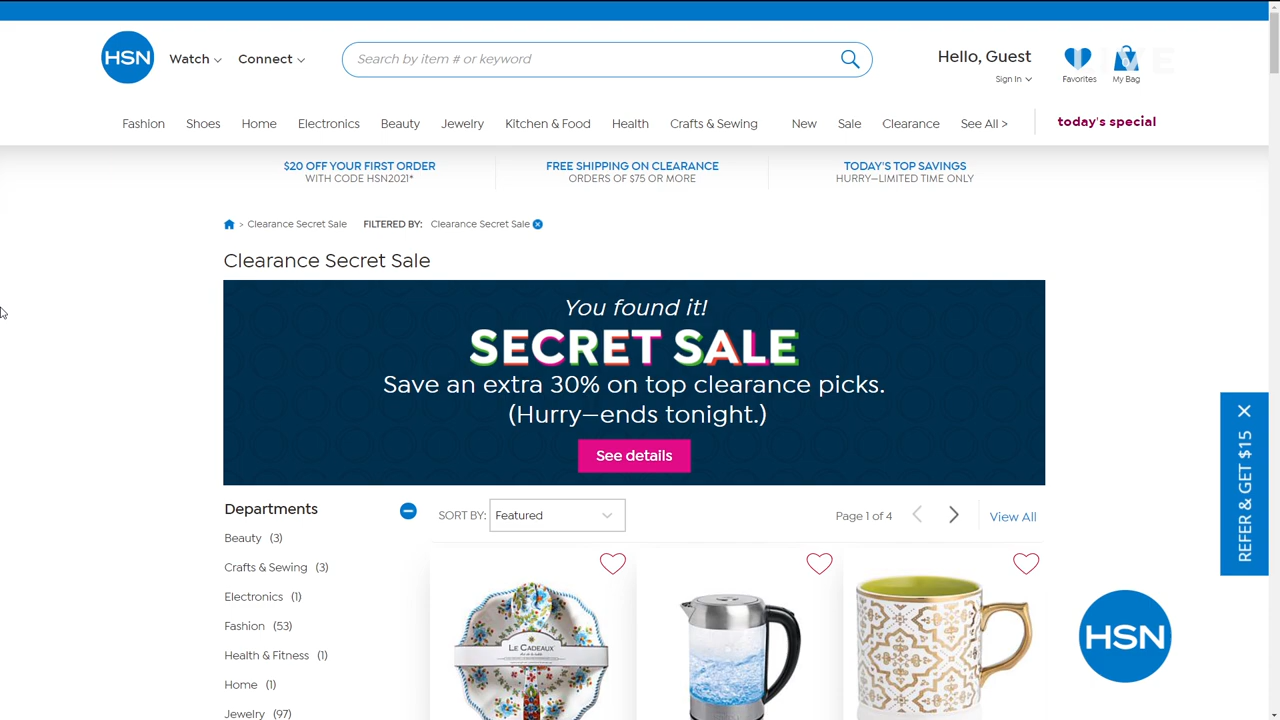 HSN
Watch
Connect
Search by item # or keyword
Hello, Guest
Sign In
Favorites
My Bag
Fashion
Shoes
Home
Electronics
Beauty
Jewelry
Kitchen & Food
Health
Crafts & Sewing
New
Sale
Clearance
See All >
today's special
$20 OFF YOUR FIRST ORDER
WITH CODE HSN2021*
FREE SHIPPING ON CLEARANCE
ORDERS OF $75 OR MORE
TODAY'S TOP SAVINGS
HURRY—LIMITED TIME ONLY
> Clearance Secret Sale
FILTERED BY: Clearance Secret Sale
Clearance Secret Sale
You found it!
SECRET SALE
Save an extra 30% on top clearance picks.
(Hurry—ends tonight.)
See details
REFER & GET $15
Departments
SORT BY: Featured
Page 1 of 4
View All
Beauty (3)
Crafts & Sewing (3)
Electronics (1)
Fashion (53)
Health & Fitness (1)
Home (1)
Jewelry (97)
LE CADEAUX
HSN